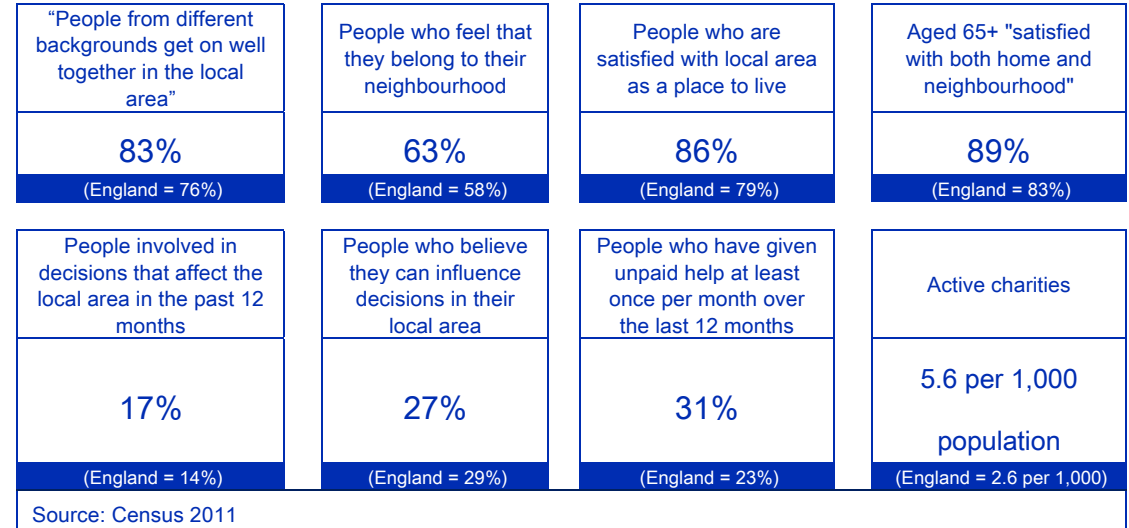 “People from different
backgrounds get on well
together in the local
area”
83%
(England = 76%)
People who feel that
they belong to their
neighbourhood
63%
(England = 58%)
People who are
satisfied with local area
as a place to live
86%
(England = 79%)
Aged 65+ "satisfied
with both home and
neighbourhood"
89%
(England = 83%)
People involved in
decisions that affect the
local area in the past 12
months
17%
(England = 14%)
People who believe
they can influence
decisions in their
local area
27%
(England = 29%)
People who have given
unpaid help at least
once per month over
the last 12 months
31%
(England = 23%)
Active charities
5.6 per 1,000
population
(England = 2.6 per 1,000)
Source: Census 2011